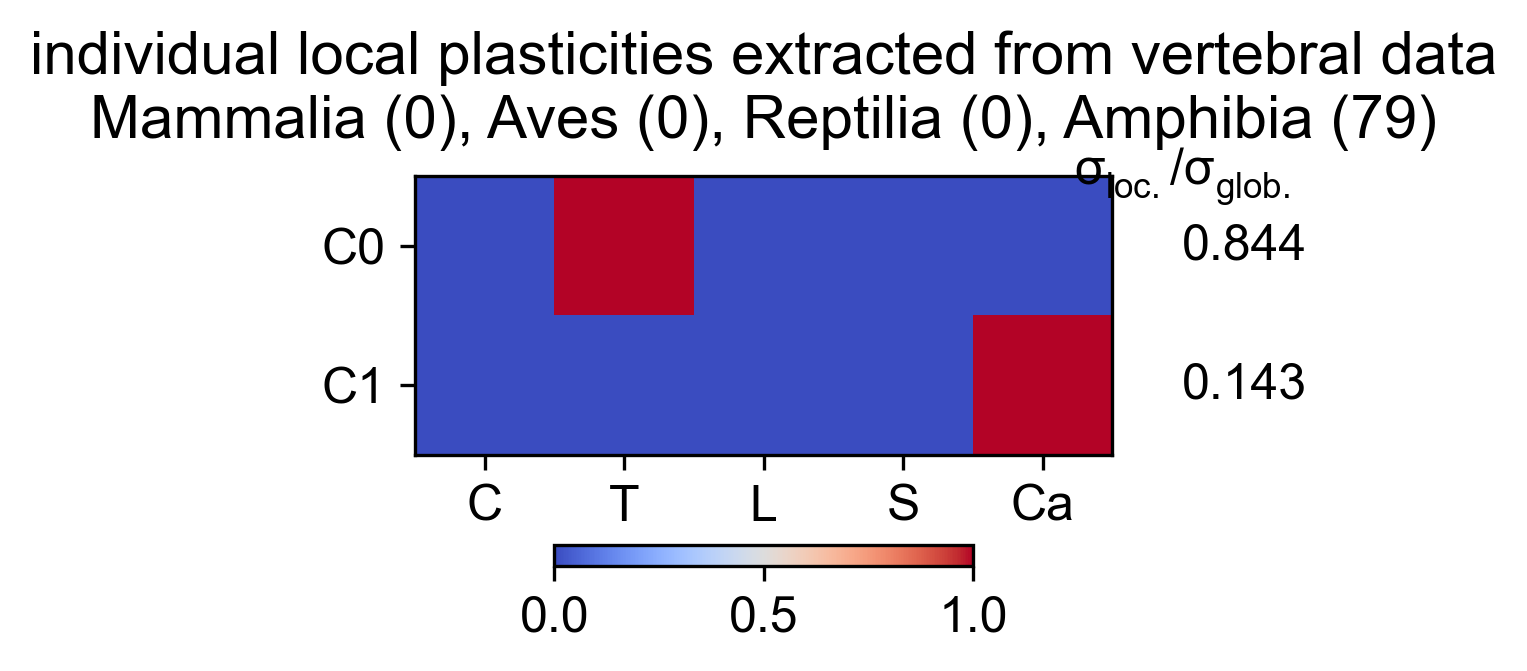 individual local plasticities extracted from vertebral data
Mammalia (0), Aves (0), Reptilia (0), Amphibia (79)
σloc. /σglob.
C0 0.844
C1 0.143
C T L S Ca
0.0 0.5 1.0